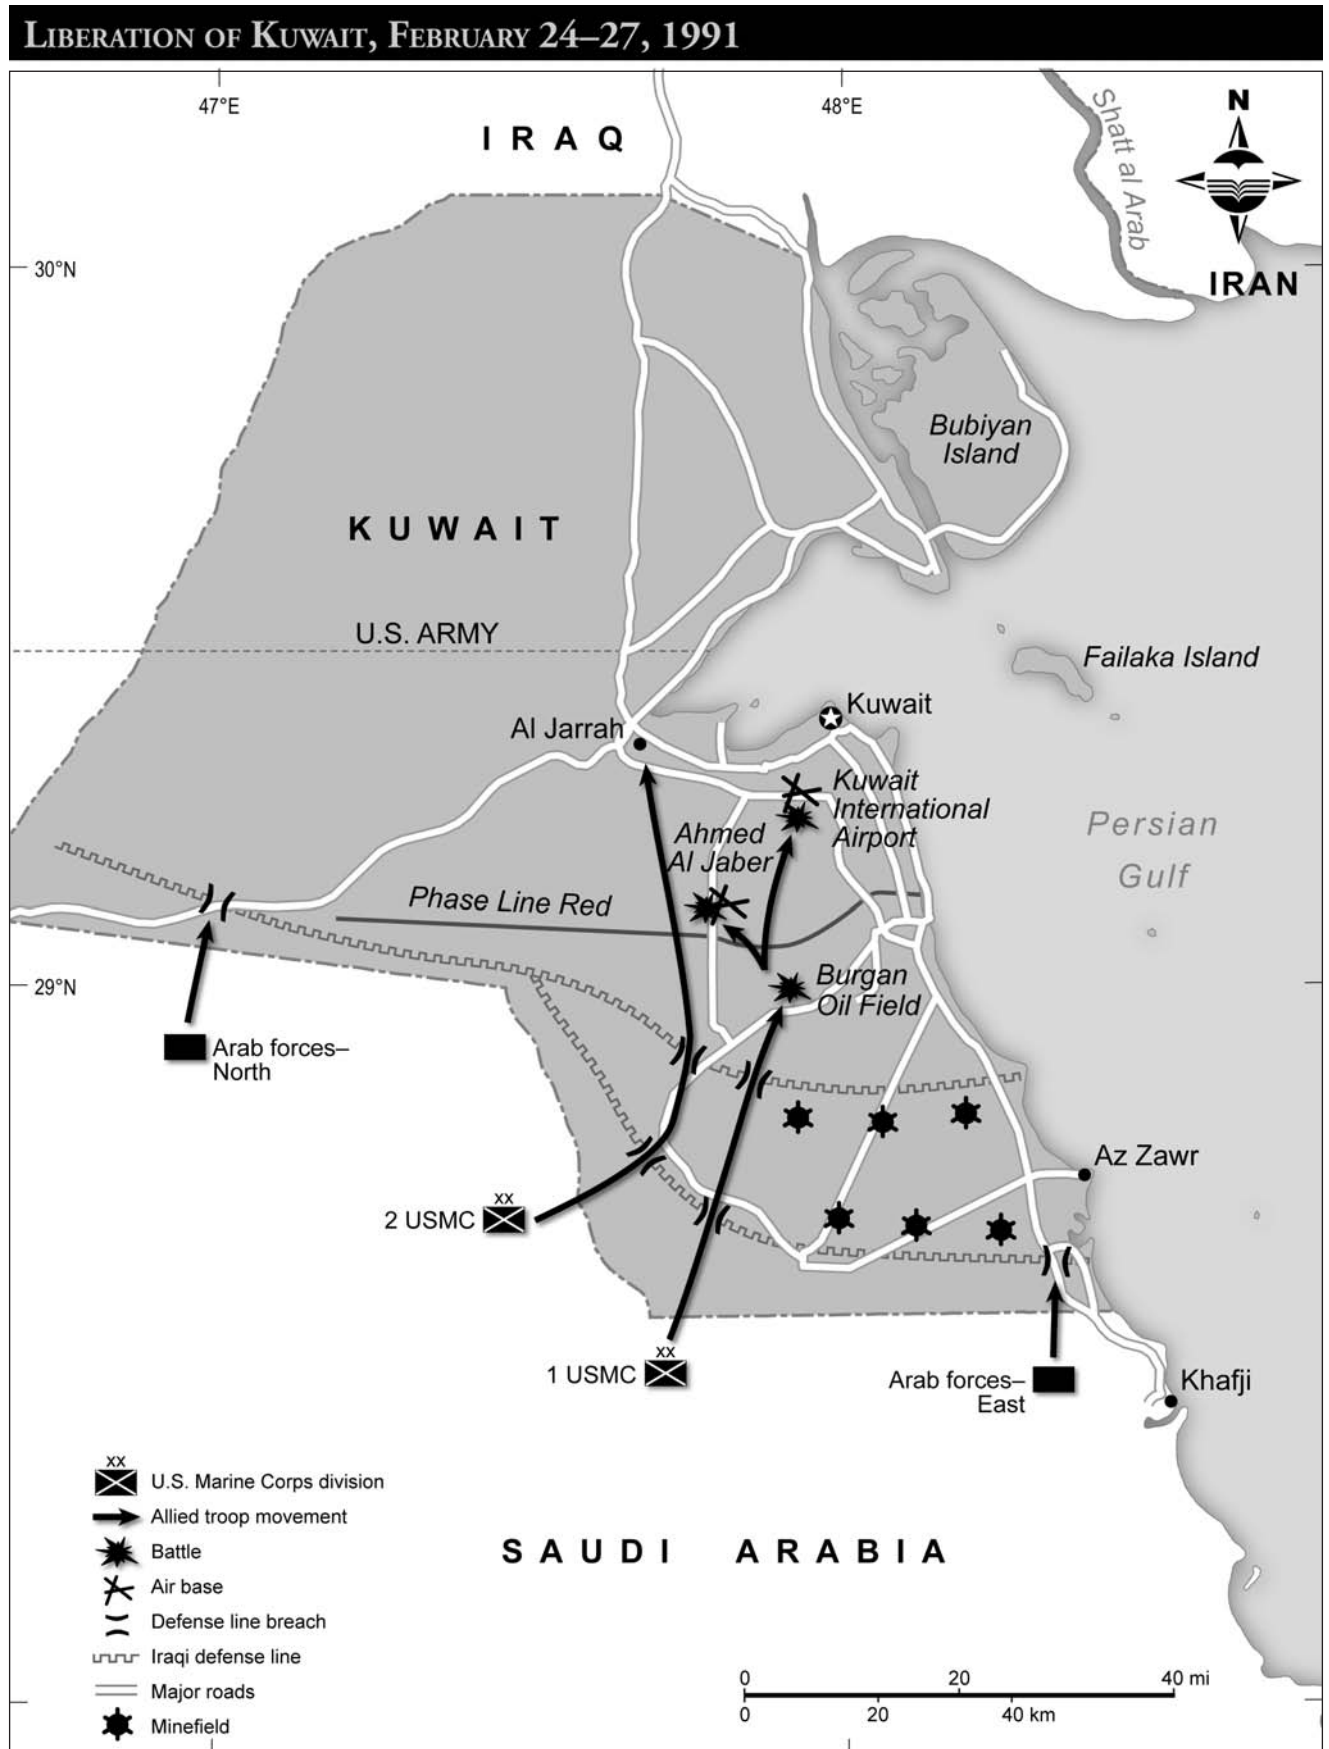 LIBERATION OF KUWAIT, FEBRUARY 24–27, 1991
47°E
48°E
IRAQ
Shatt al Arab
N
30°N
IRAN
Bubiyan
Island
KUWAIT
U.S. ARMY
Failaka Island
Kuwait
Al Jarrah
Kuwait
International
Airport
Ahmed
Al Jaber
Persian
Gulf
Phase Line Red
29°N
Burgan
Oil Field
Arab forces–
North
Az Zawr
xx
2 USMC
xx
1 USMC
Arab forces–
East
Khafji
xx
U.S. Marine Corps division
Allied troop movement
Battle
Air base
Defense line breach
Iraqi defense line
Major roads
Minefield
SAUDI ARABIA
0 20 40 mi
0 20 40 km